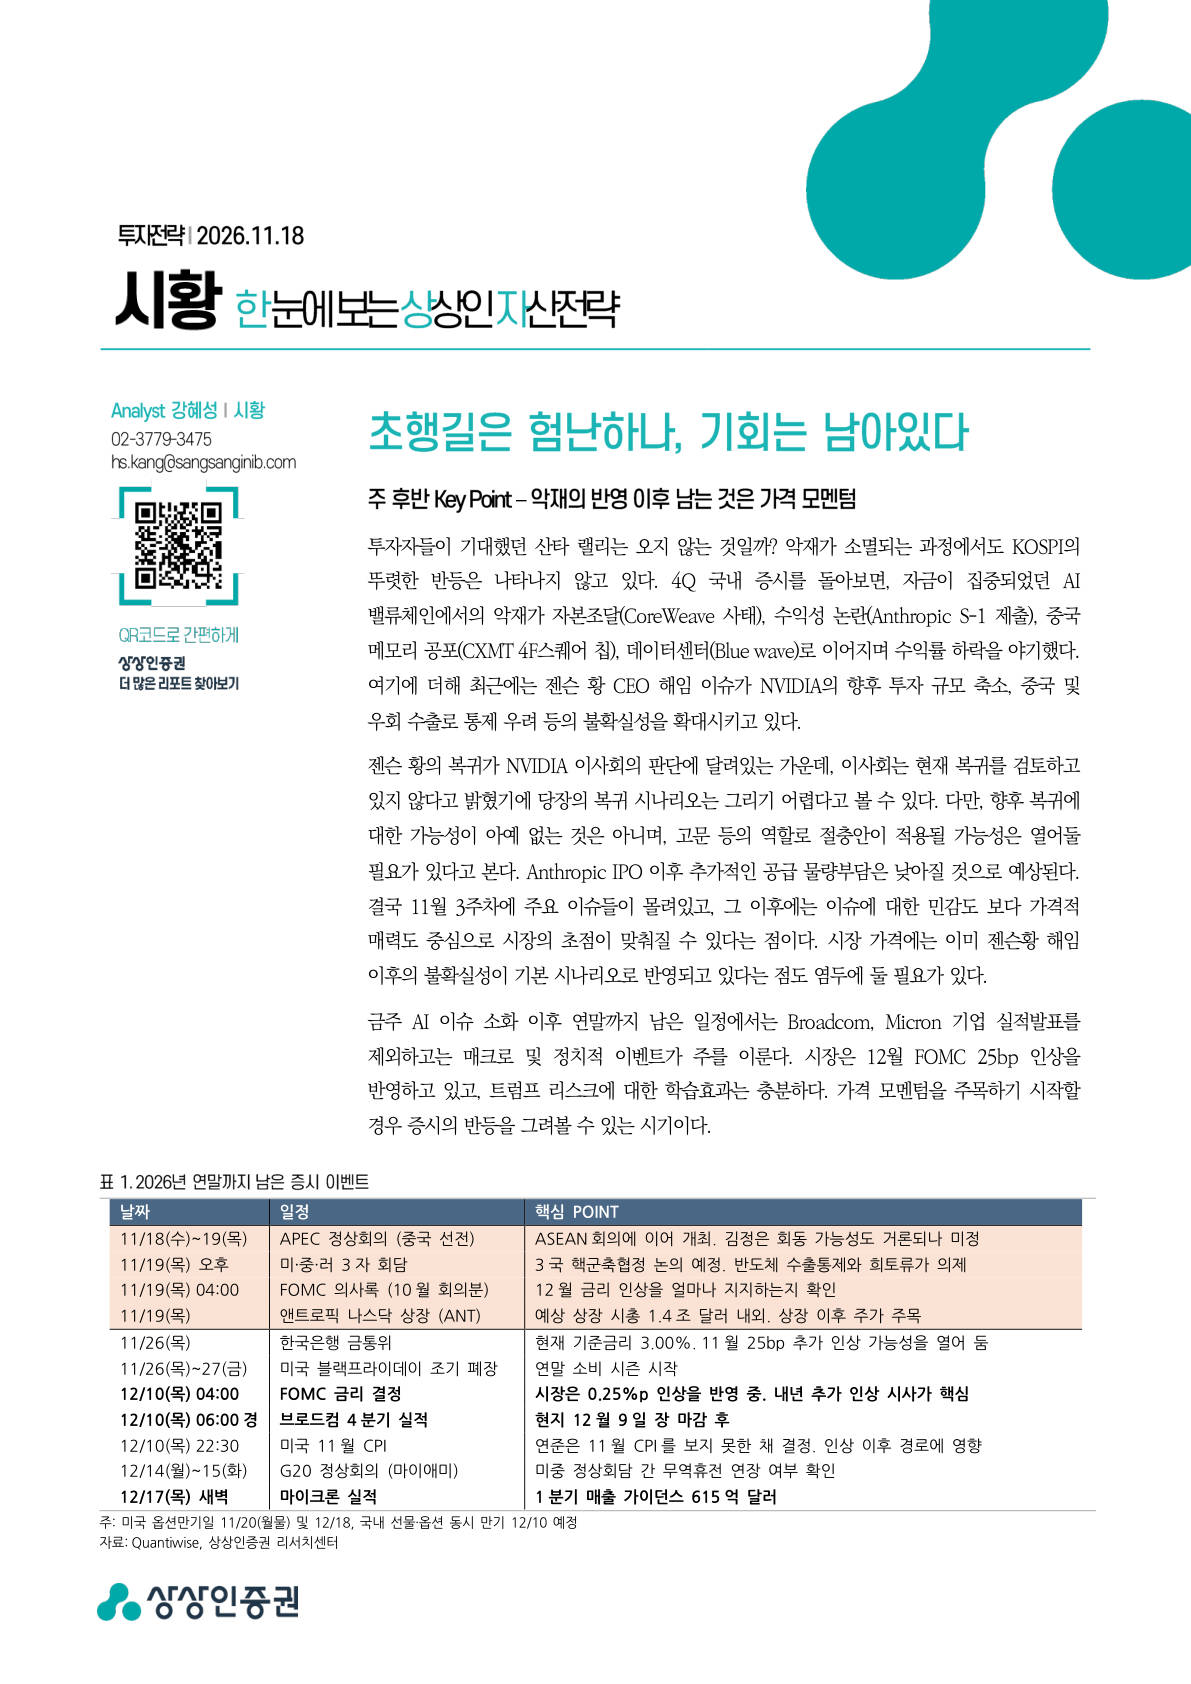 투자전략 | 2026.11.18
시황 한눈에 보는 상상인 자산전략
Analyst 강혜성 | 시황
02-3779-3475
hs.kang@sangsanginib.com
QR코드로 간편하게
상상인증권
더 많은 리포트 찾아보기
초행길은 험난하나, 기회는 남아있다
주 후반 Key Point – 악재의 반영 이후 남는 것은 가격 모멘텀
투자자들이 기대했던 산타 랠리는 오지 않는 것일까? 악재가 소멸되는 과정에서도 KOSPI의
뚜렷한 반등은 나타나지 않고 있다. 4Q 국내 증시를 돌아보면, 자금이 집중되었던 AI
밸류체인에서의 악재가 자본조달(CoreWeave 사태), 수익성 논란(Anthropic S-1 제출), 중국
메모리 공포(CXMT 4F스퀘어 칩), 데이터센터(Blue wave)로 이어지며 수익률 하락을 야기했다.
여기에 더해 최근에는 젠슨 황 CEO 해임 이슈가 NVIDIA의 향후 투자 규모 축소, 중국 및
우회 수출로 통제 우려 등의 불확실성을 확대시키고 있다.
젠슨 황의 복귀가 NVIDIA 이사회의 판단에 달려있는 가운데, 이사회는 현재 복귀를 검토하고
있지 않다고 밝혔기에 당장의 복귀 시나리오는 그리기 어렵다고 볼 수 있다. 다만, 향후 복귀에
대한 가능성이 아예 없는 것은 아니며, 고문 등의 역할로 절충안이 적용될 가능성은 열어둘
필요가 있다고 본다. Anthropic IPO 이후 추가적인 공급 물량부담은 낮아질 것으로 예상된다.
결국 11월 3주차에 주요 이슈들이 몰려있고, 그 이후에는 이슈에 대한 민감도 보다 가격적
매력도 중심으로 시장의 초점이 맞춰질 수 있다는 점이다. 시장 가격에는 이미 젠슨황 해임
이후의 불확실성이 기본 시나리오로 반영되고 있다는 점도 염두에 둘 필요가 있다.
금주 AI 이슈 소화 이후 연말까지 남은 일정에서는 Broadcom, Micron 기업 실적발표를
제외하고는 매크로 및 정치적 이벤트가 주를 이룬다. 시장은 12월 FOMC 25bp 인상을
반영하고 있고, 트럼프 리스크에 대한 학습효과는 충분하다. 가격 모멘텀을 주목하기 시작할
경우 증시의 반등을 그려볼 수 있는 시기이다.
표 1. 2026년 연말까지 남은 증시 이벤트
날짜 일정 핵심 POINT
11/18(수)~19(목) APEC 정상회의 (중국 선전) ASEAN 회의에 이어 개최. 김정은 회동 가능성도 거론되나 미정
11/19(목) 오후 미·중·러 3자 회담 3국 핵군축협정 논의 예정. 반도체 수출통제와 희토류가 의제
11/19(목) 04:00 FOMC 의사록 (10월 회의분) 12월 금리 인상을 얼마나 지지하는지 확인
11/19(목) 앤트로픽 나스닥 상장 (ANT) 예상 상장 시총 1.4조 달러 내외. 상장 이후 주가 주목
11/26(목) 한국은행 금통위 현재 기준금리 3.00%. 11월 25bp 추가 인상 가능성을 열어 둠
11/26(목)~27(금) 미국 블랙프라이데이 조기 폐장 연말 소비 시즌 시작
12/10(목) 04:00 FOMC 금리 결정 시장은 0.25%p 인상을 반영 중. 내년 추가 인상 시사가 핵심
12/10(목) 06:00 경 브로드컴 4분기 실적 현지 12월 9일 장 마감 후
12/10(목) 22:30 미국 11월 CPI 연준은 11월 CPI를 보지 못한 채 결정. 인상 이후 경로에 영향
12/14(월)~15(화) G20 정상회의 (마이애미) 미중 정상회담 간 무역휴전 연장 여부 확인
12/17(목) 새벽 마이크론 실적 1분기 매출 가이던스 615억 달러
주: 미국 옵션만기일 11/20(월물) 및 12/18, 국내 선물·옵션 동시 만기 12/10 예정
자료: Quantiwise, 상상인증권 리서치센터
상상인증권